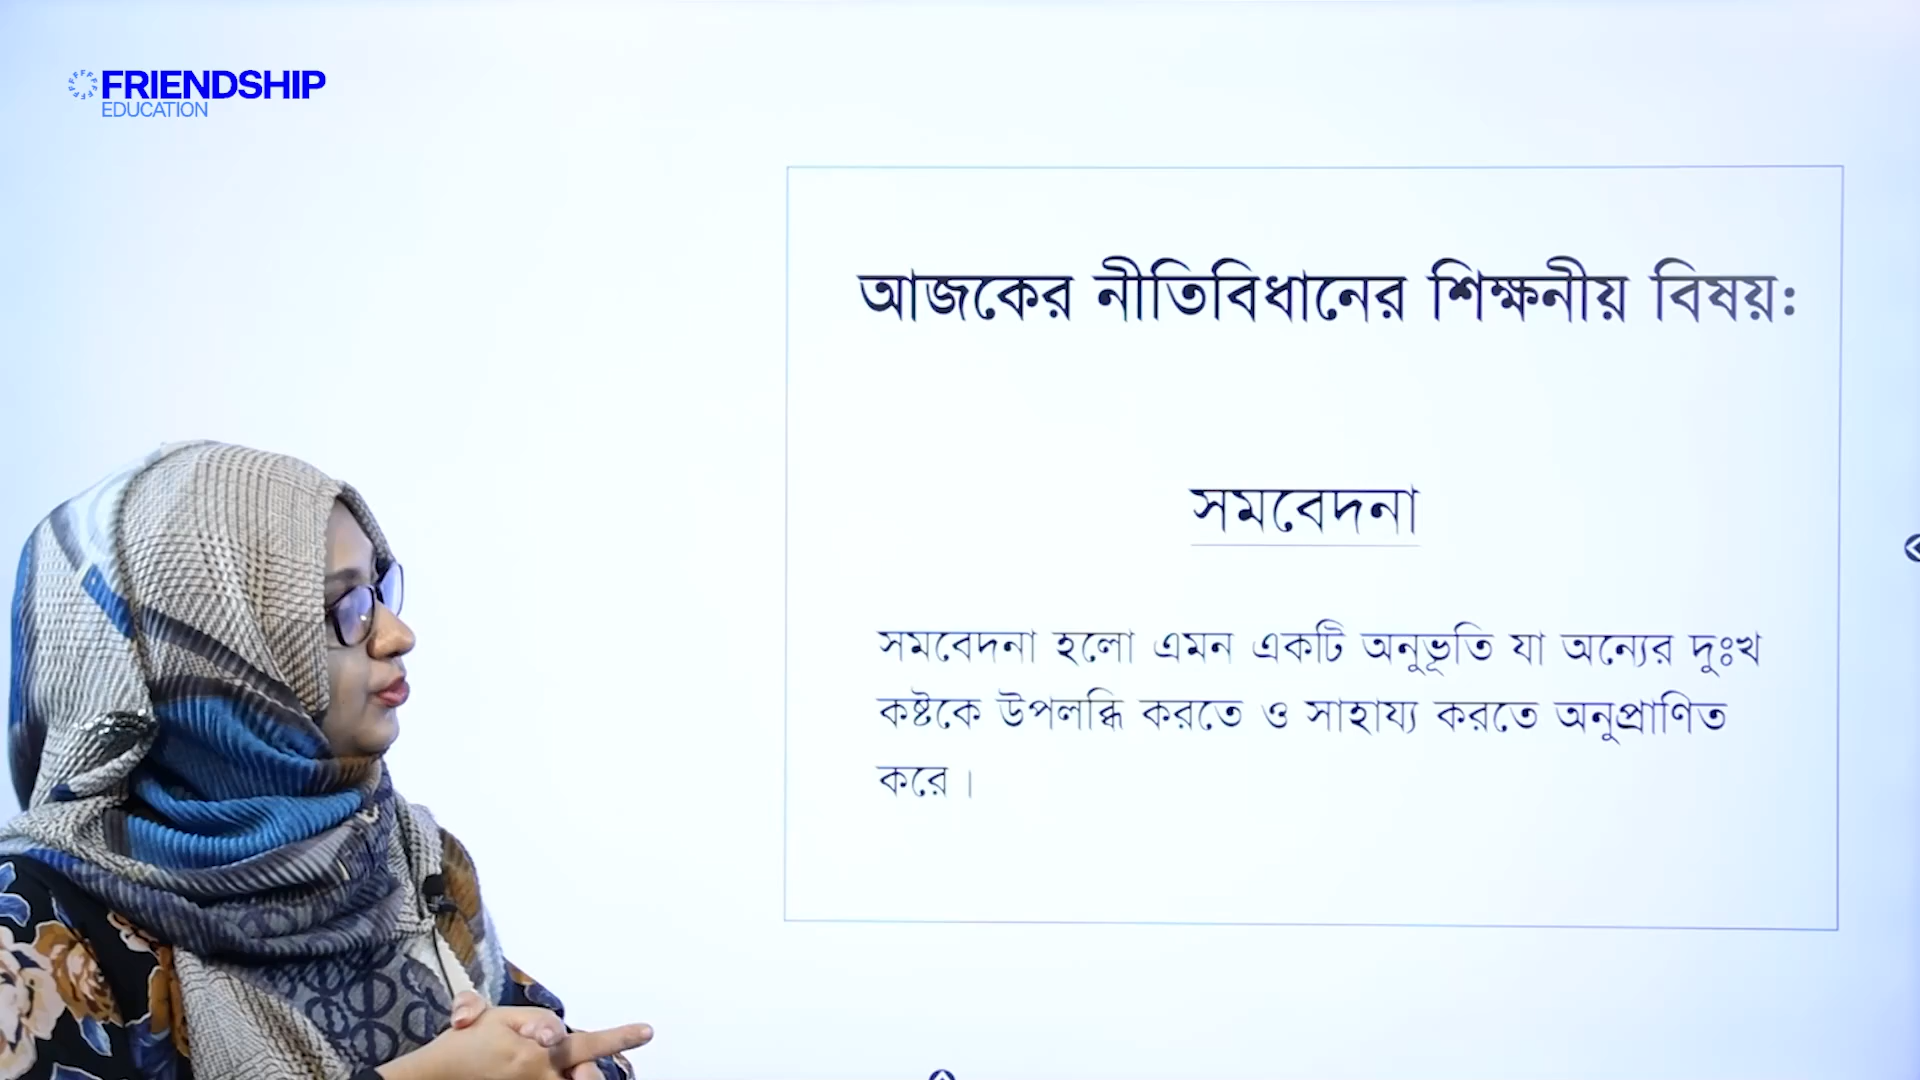 FRIENDSHIP
EDUCATION
আজকের নীতিবিধানের শিক্ষনীয় বিষয়ঃ
সমবেদনা
সমবেদনা হলো এমন একটি অনুভূতি যা অন্যের দুঃখ
কষ্টকে উপলব্ধি করতে ও সাহায্য করতে অনুপ্রাণিত
করে ।